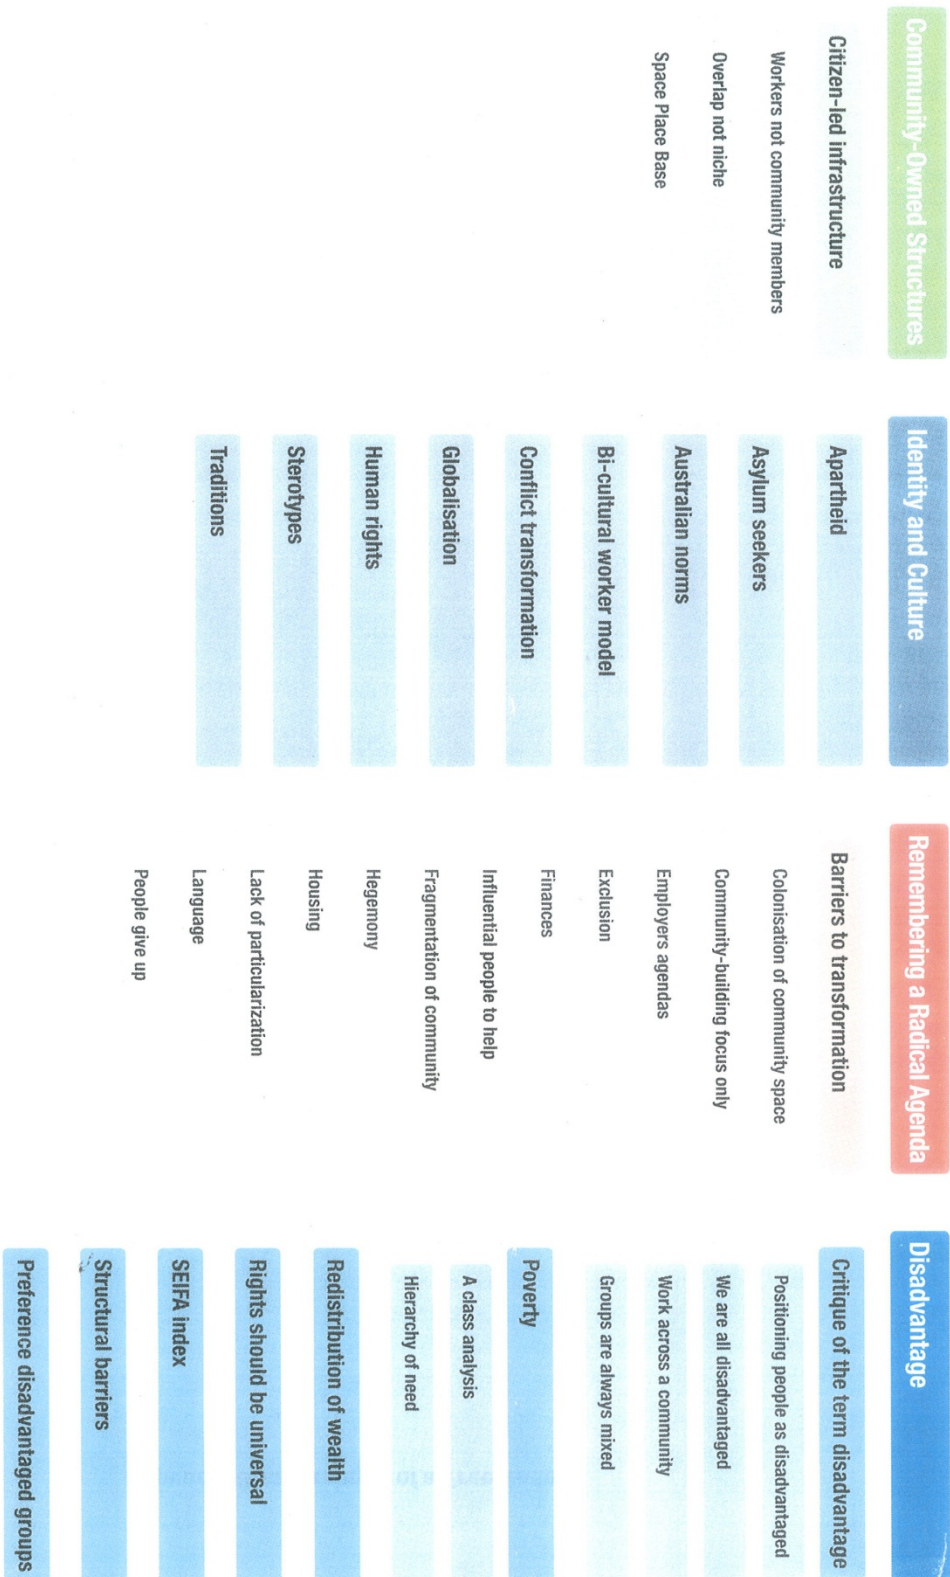 Community-Owned Structures
Citizen-led infrastructure
Workers not community members
Overlap not niche
Space Place Base
Identity and Culture
Apartheid
Asylum seekers
Australian norms
Bi-cultural worker model
Conflict transformation
Globalisation
Human rights
Sterotypes
Traditions
Remembering a Radical Agenda
Barriers to transformation
Colonisation of community space
Community-building focus only
Employers agendas
Exclusion
Finances
Influential people to help
Fragmentation of community
Hegemony
Housing
Lack of particularization
Language
People give up
Disadvantage
Critique of the term disadvantage
Positioning people as disadvantaged
We are all disadvantaged
Work across a community
Groups are always mixed
Poverty
A class analysis
Hierarchy of need
Redistribution of wealth
Rights should be universal
SEIFA index
Structural barriers
Preference disadvantaged groups